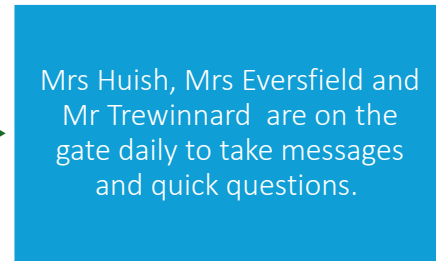 Mrs Huish, Mrs Eversfield and
Mr Trewinnard  are on the
gate daily to take messages
and quick questions.